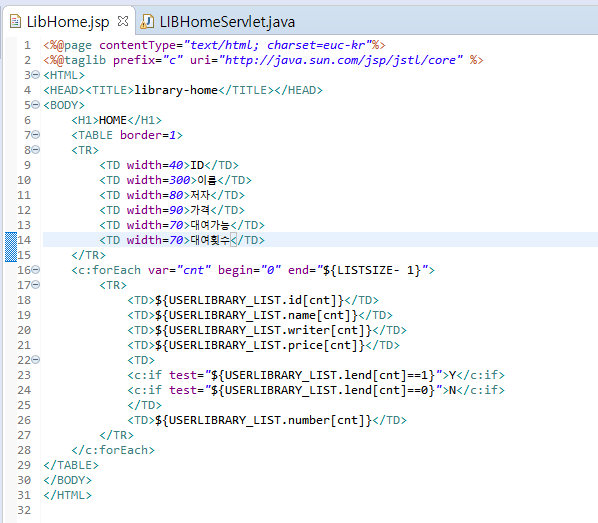 LibHome.jsp LIBHomeServlet.java
1 <%@page contentType="text/html; charset=euc-kr"%>
2 <%@taglib prefix="c" uri="http://java.sun.com/jsp/jstl/core" %>
3 <HTML>
4 <HEAD><TITLE>library-home</TITLE></HEAD>
5 <BODY>
6 <H1>HOME</H1>
7 <TABLE border=1>
8 <TR>
9 <TD width=40>ID</TD>
10 <TD width=300>이름</TD>
11 <TD width=80>저자</TD>
12 <TD width=90>가격</TD>
13 <TD width=70>대여가능</TD>
14 <TD width=70>대여횟수</TD>
15 </TR>
16 <c:forEach var="cnt" begin="0" end="${LISTSIZE- 1}">
17 <TR>
18 <TD>${USERLIBRARY_LIST.id[cnt]}</TD>
19 <TD>${USERLIBRARY_LIST.name[cnt]}</TD>
20 <TD>${USERLIBRARY_LIST.writer[cnt]}</TD>
21 <TD>${USERLIBRARY_LIST.price[cnt]}</TD>
22 <TD>
23 <c:if test="${USERLIBRARY_LIST.lend[cnt]==1}">Y</c:if>
24 <c:if test="${USERLIBRARY_LIST.lend[cnt]==0}">N</c:if>
25 </TD>
26 <TD>${USERLIBRARY_LIST.number[cnt]}</TD>
27 </TR>
28 </c:forEach>
29 </TABLE>
30 </BODY>
31 </HTML>
32